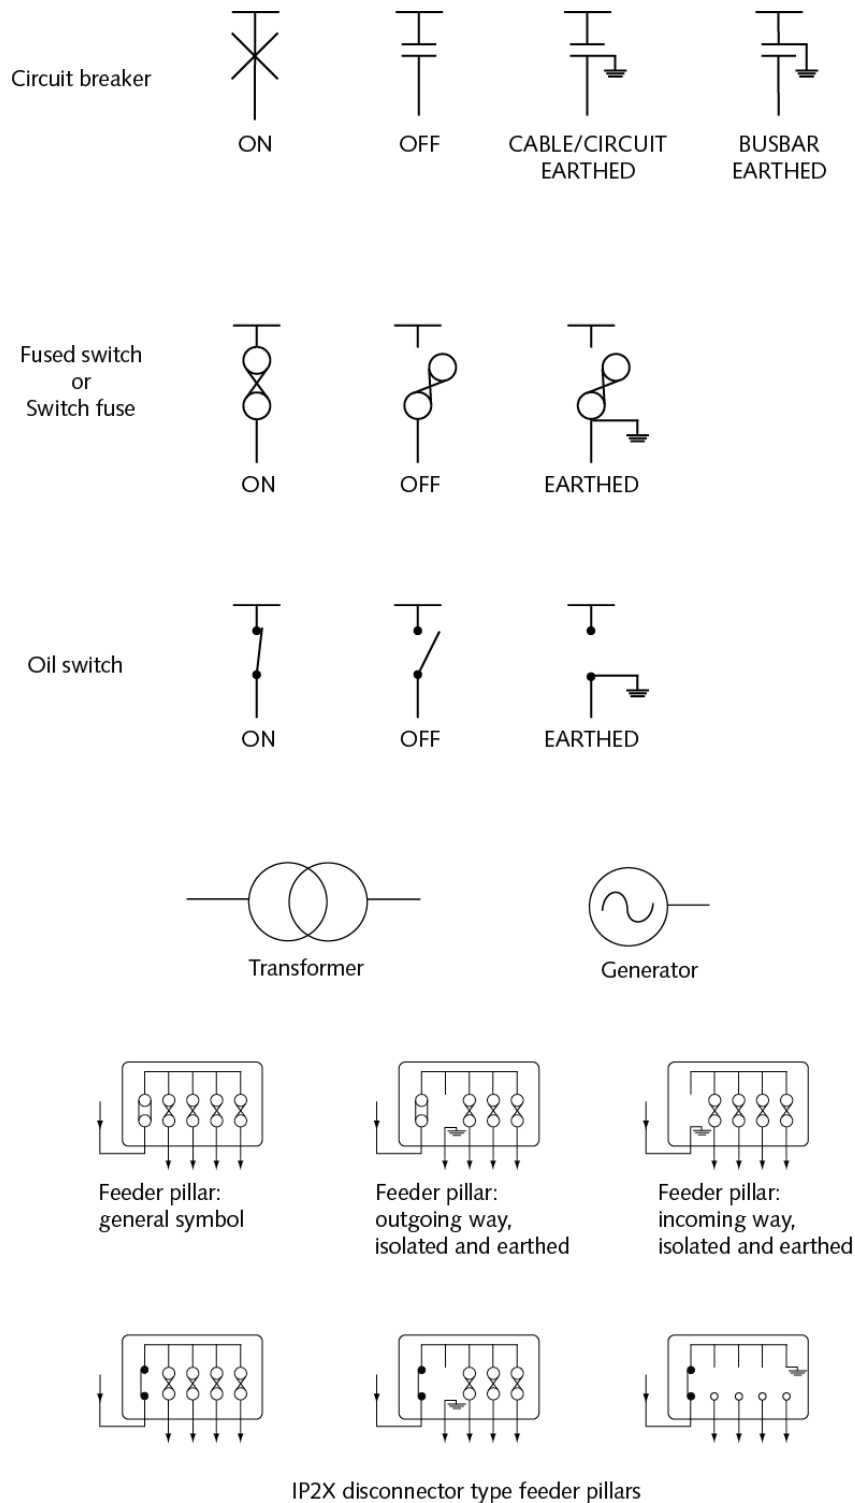 Circuit breaker
ON
OFF
CABLE/CIRCUIT
EARTHED
BUSBAR
EARTHED
Fused switch
or
Switch fuse
ON
OFF
EARTHED
Oil switch
ON
OFF
EARTHED
Transformer
Generator
Feeder pillar:
general symbol
Feeder pillar:
outgoing way,
isolated and earthed
Feeder pillar:
incoming way,
isolated and earthed
IP2X disconnector type feeder pillars